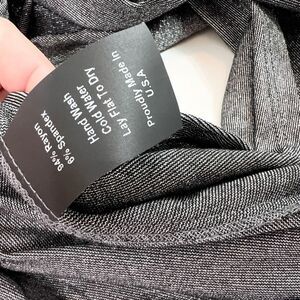 94% Rayon
6% Spandex
Hand Wash
Cold Water
Lay Flat To Dry
Proudly Made In
U.S.A